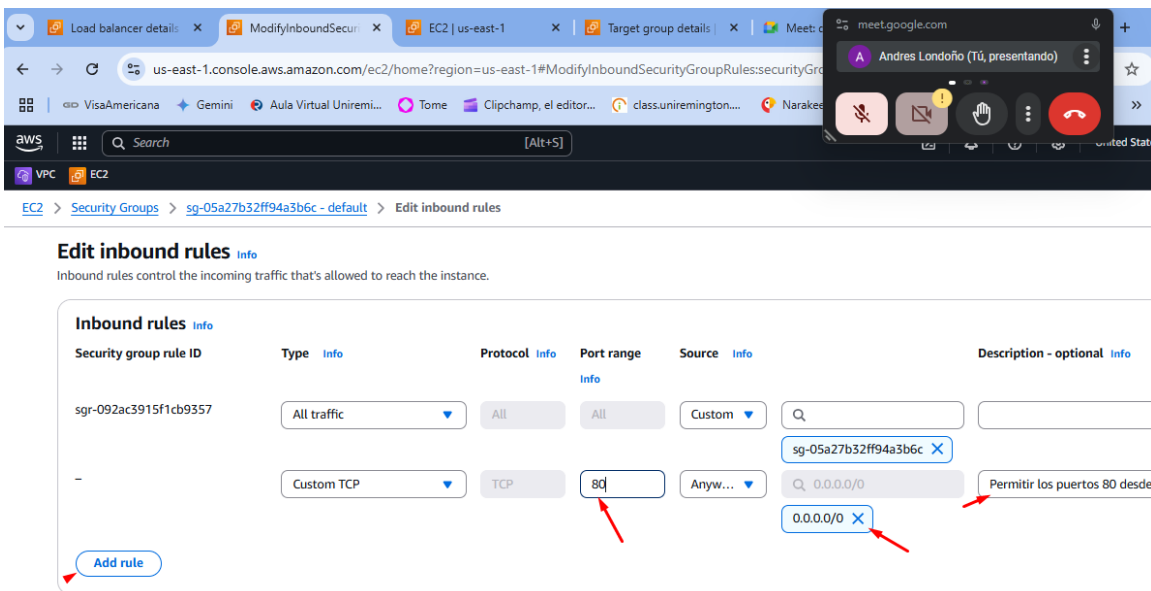 Load balancer details
ModifyInboundSecuri
EC2 | us-east-1
Target group details |
Meet: c
meet.google.com
A Andres Londoño (Tú, presentando)
us-east-1.console.aws.amazon.com/ec2/home?region=us-east-1#ModifyInboundSecurityGroupRules:securityGro
VisaAmericana
Gemini
Aula Virtual Uniremi...
Tome
Clipchamp, el editor...
class.uniremington....
Narakee
»
aws
Search
[Alt+S]
United Stat
VPC
EC2
EC2 > Security Groups > sg-05a27b32ff94a3b6c - default > Edit inbound rules
Edit inbound rules Info
Inbound rules control the incoming traffic that's allowed to reach the instance.
Inbound rules Info
Security group rule ID
Type Info
Protocol Info
Port range
Info
Source Info
Description - optional Info
sgr-092ac3915f1cb9357
All traffic
All
All
Custom
sg-05a27b32ff94a3b6c
–
Custom TCP
TCP
80
Anyw...
0.0.0.0/0
Permitir los puertos 80 desde
0.0.0.0/0
Add rule